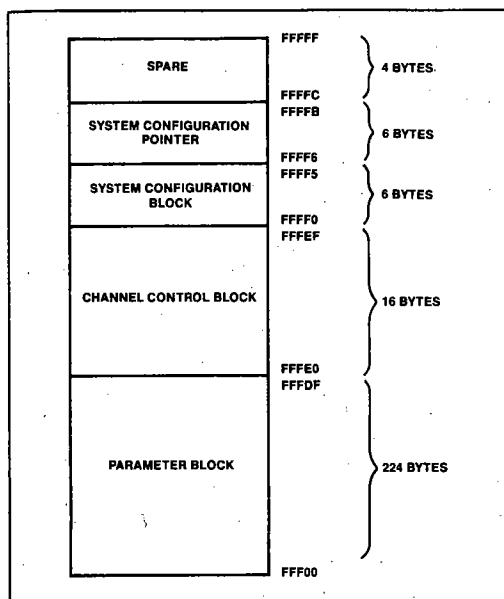 FFFFF
SPARE
4 BYTES
FFFFC
FFFFB
SYSTEM CONFIGURATION
POINTER
6 BYTES
FFFF6
FFFF5
SYSTEM CONFIGURATION
BLOCK
6 BYTES
FFFF0
FFFEF
CHANNEL CONTROL BLOCK
16 BYTES
FFFE0
FFFDF
PARAMETER BLOCK
224 BYTES
FFF00